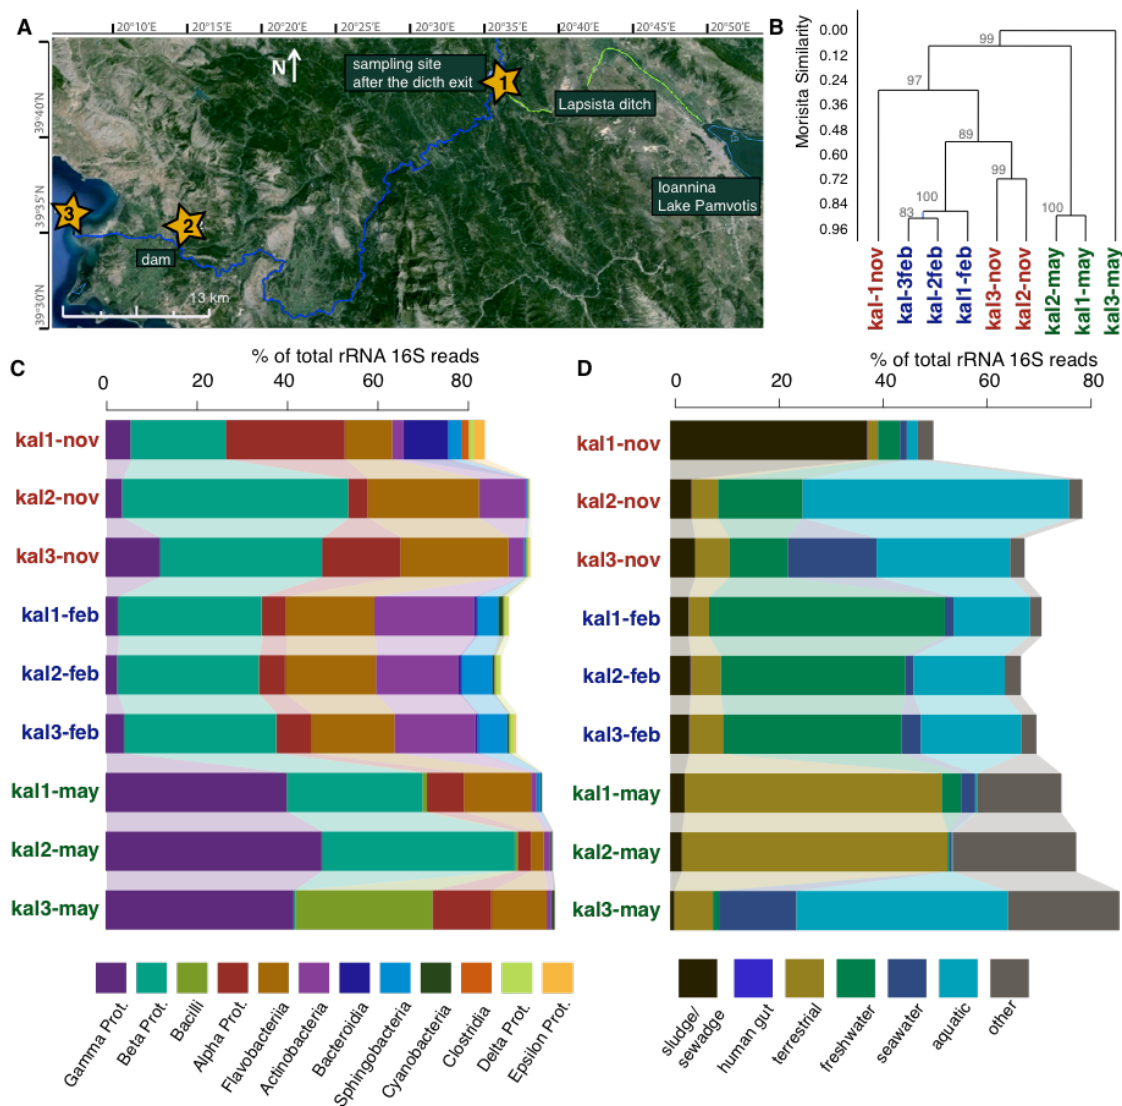 A
20°10'E 20°15'E 20°20'E 20°25'E 20°30'E 20°35'E 20°40'E 20°45'E 20°50'E
39°40'N
39°35'N
39°30'N
N
sampling site
after the dicth exit
1
Lapsista ditch
Ioannina
Lake Pamvotis
3
2
dam
13 km
B
Morisita Similarity
0.00
0.12
0.24
0.36
0.48
0.60
0.72
0.84
0.96
99
97
89
99
100
83
100
kal-1nov
kal-3feb
kal-2feb
kal1-feb
kal3-nov
kal2-nov
kal2-may
kal1-may
kal3-may
C
% of total rRNA 16S reads
0 20 40 60 80
kal1-nov
kal2-nov
kal3-nov
kal1-feb
kal2-feb
kal3-feb
kal1-may
kal2-may
kal3-may
Gamma Prot.
Beta Prot.
Bacilli
Alpha Prot.
Flavobacteriia
Actinobacteria
Bacteroidia
Sphingobacteria
Cyanobacteria
Clostridia
Delta Prot.
Epsilon Prot.
D
% of total rRNA 16S reads
0 20 40 60 80
kal1-nov
kal2-nov
kal3-nov
kal1-feb
kal2-feb
kal3-feb
kal1-may
kal2-may
kal3-may
sludge/
sewadge
human gut
terrestrial
freshwater
seawater
aquatic
other